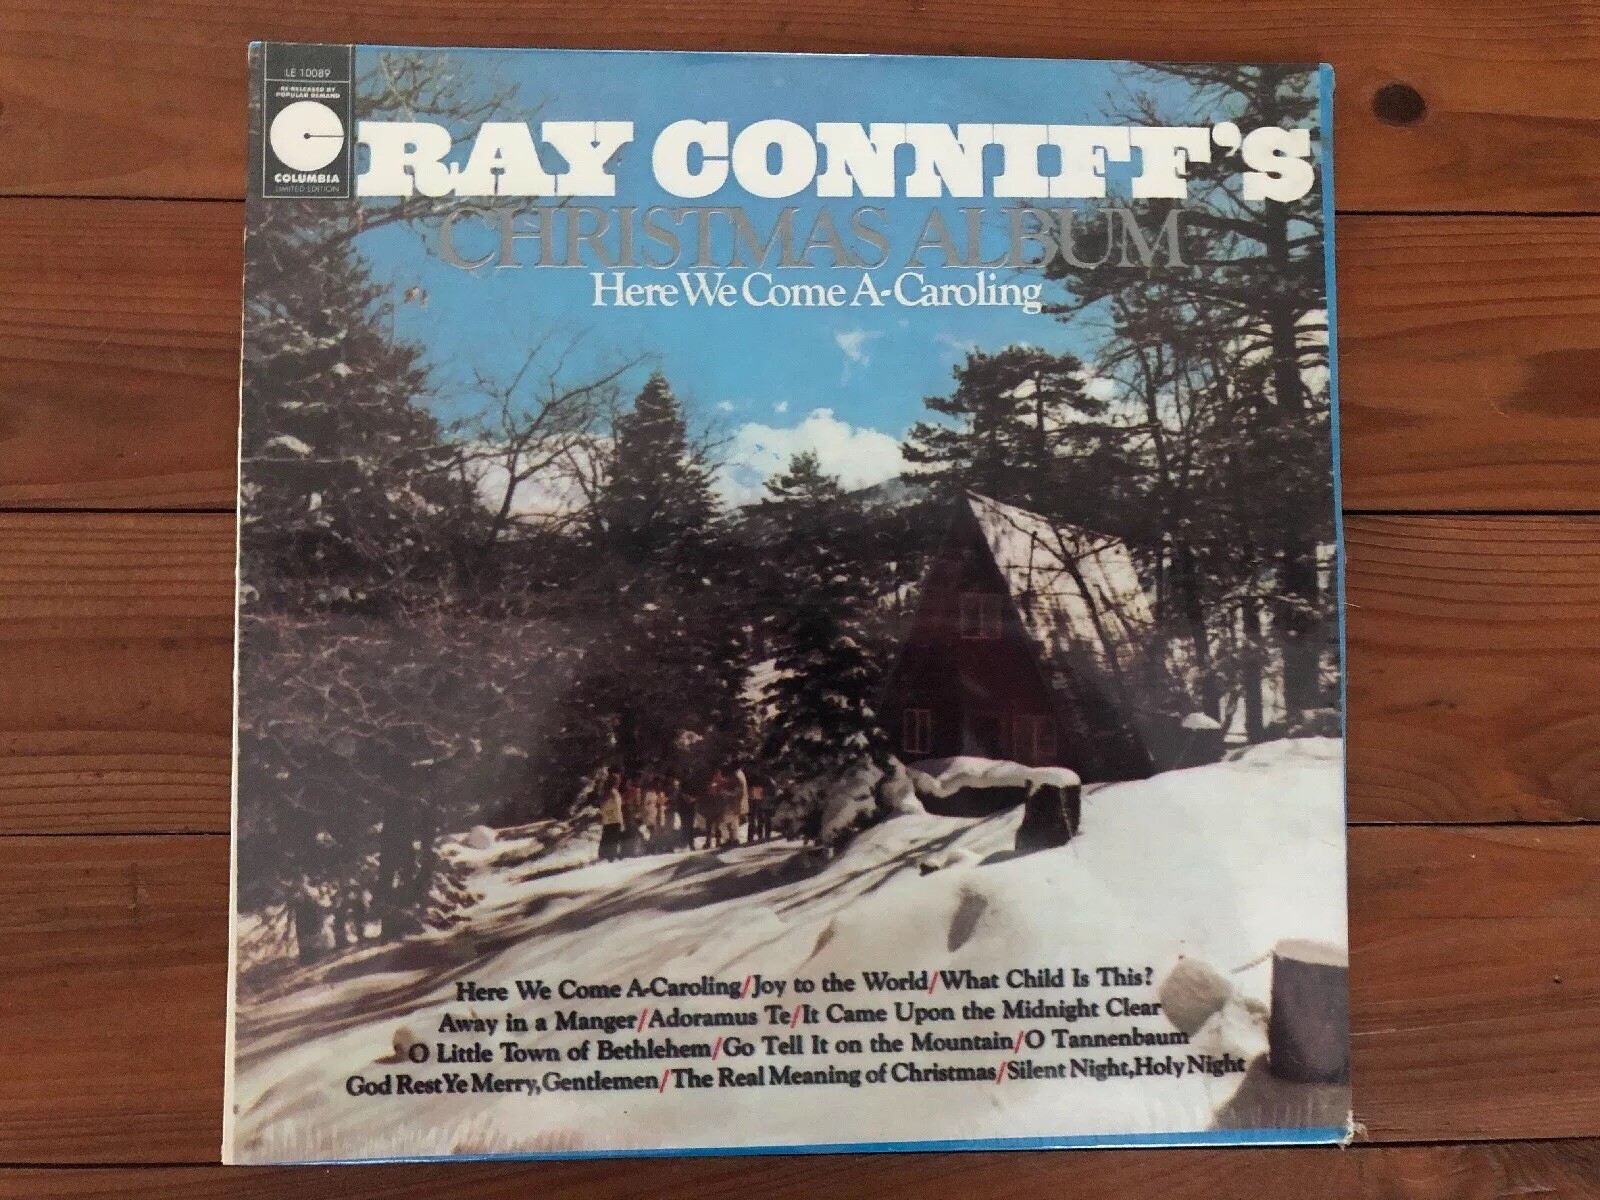 LE 10089
RE-RELEASED BY
POPULAR DEMAND
COLUMBIA
LIMITED EDITION
RAY CONNIFF'S
CHRISTMAS ALBUM
Here We Come A-Caroling
Here We Come A-Caroling/Joy to the World/What Child Is This?
Away in a Manger/Adoramus Te/It Came Upon the Midnight Clear
O Little Town of Bethlehem/Go Tell It on the Mountain/O Tannenbaum
God Rest Ye Merry, Gentlemen/The Real Meaning of Christmas/Silent Night, Holy Night